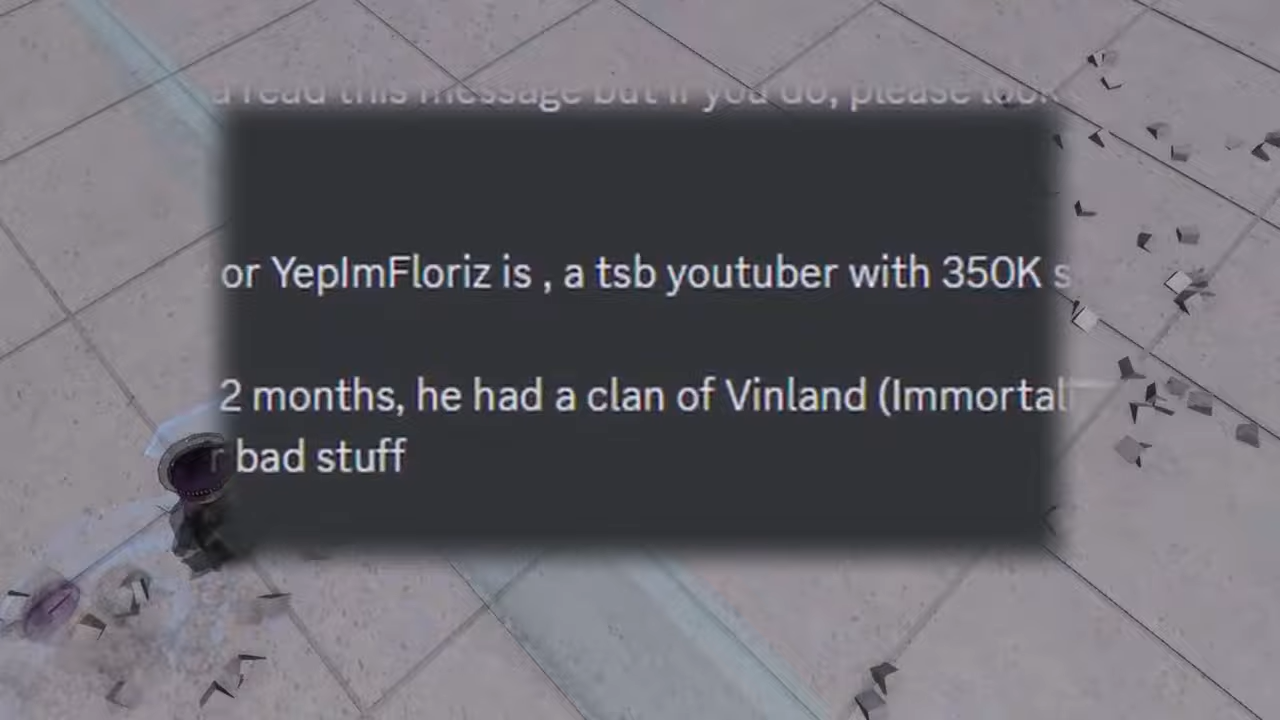 a read this message but if you do, please look
or YepImFloriz is , a tsb youtuber with 350K s
2 months, he had a clan of Vinland (Immortal
r bad stuff